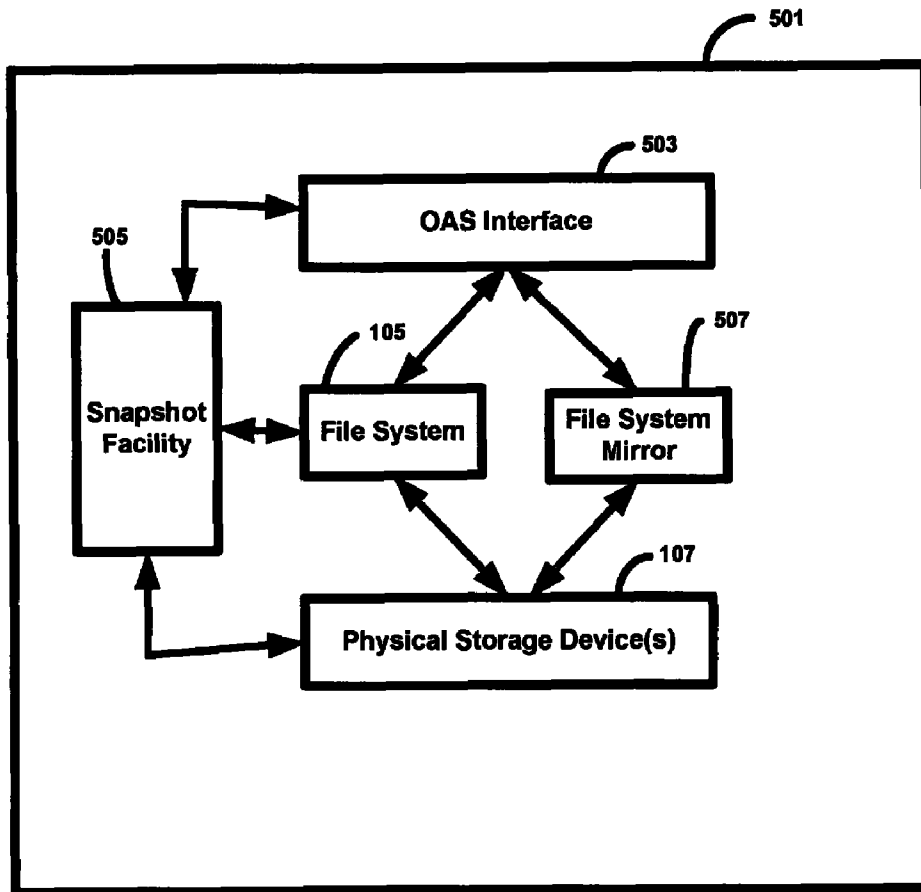 501
503
OAS Interface
505
Snapshot
Facility
105
File System
507
File System
Mirror
107
Physical Storage Device(s)